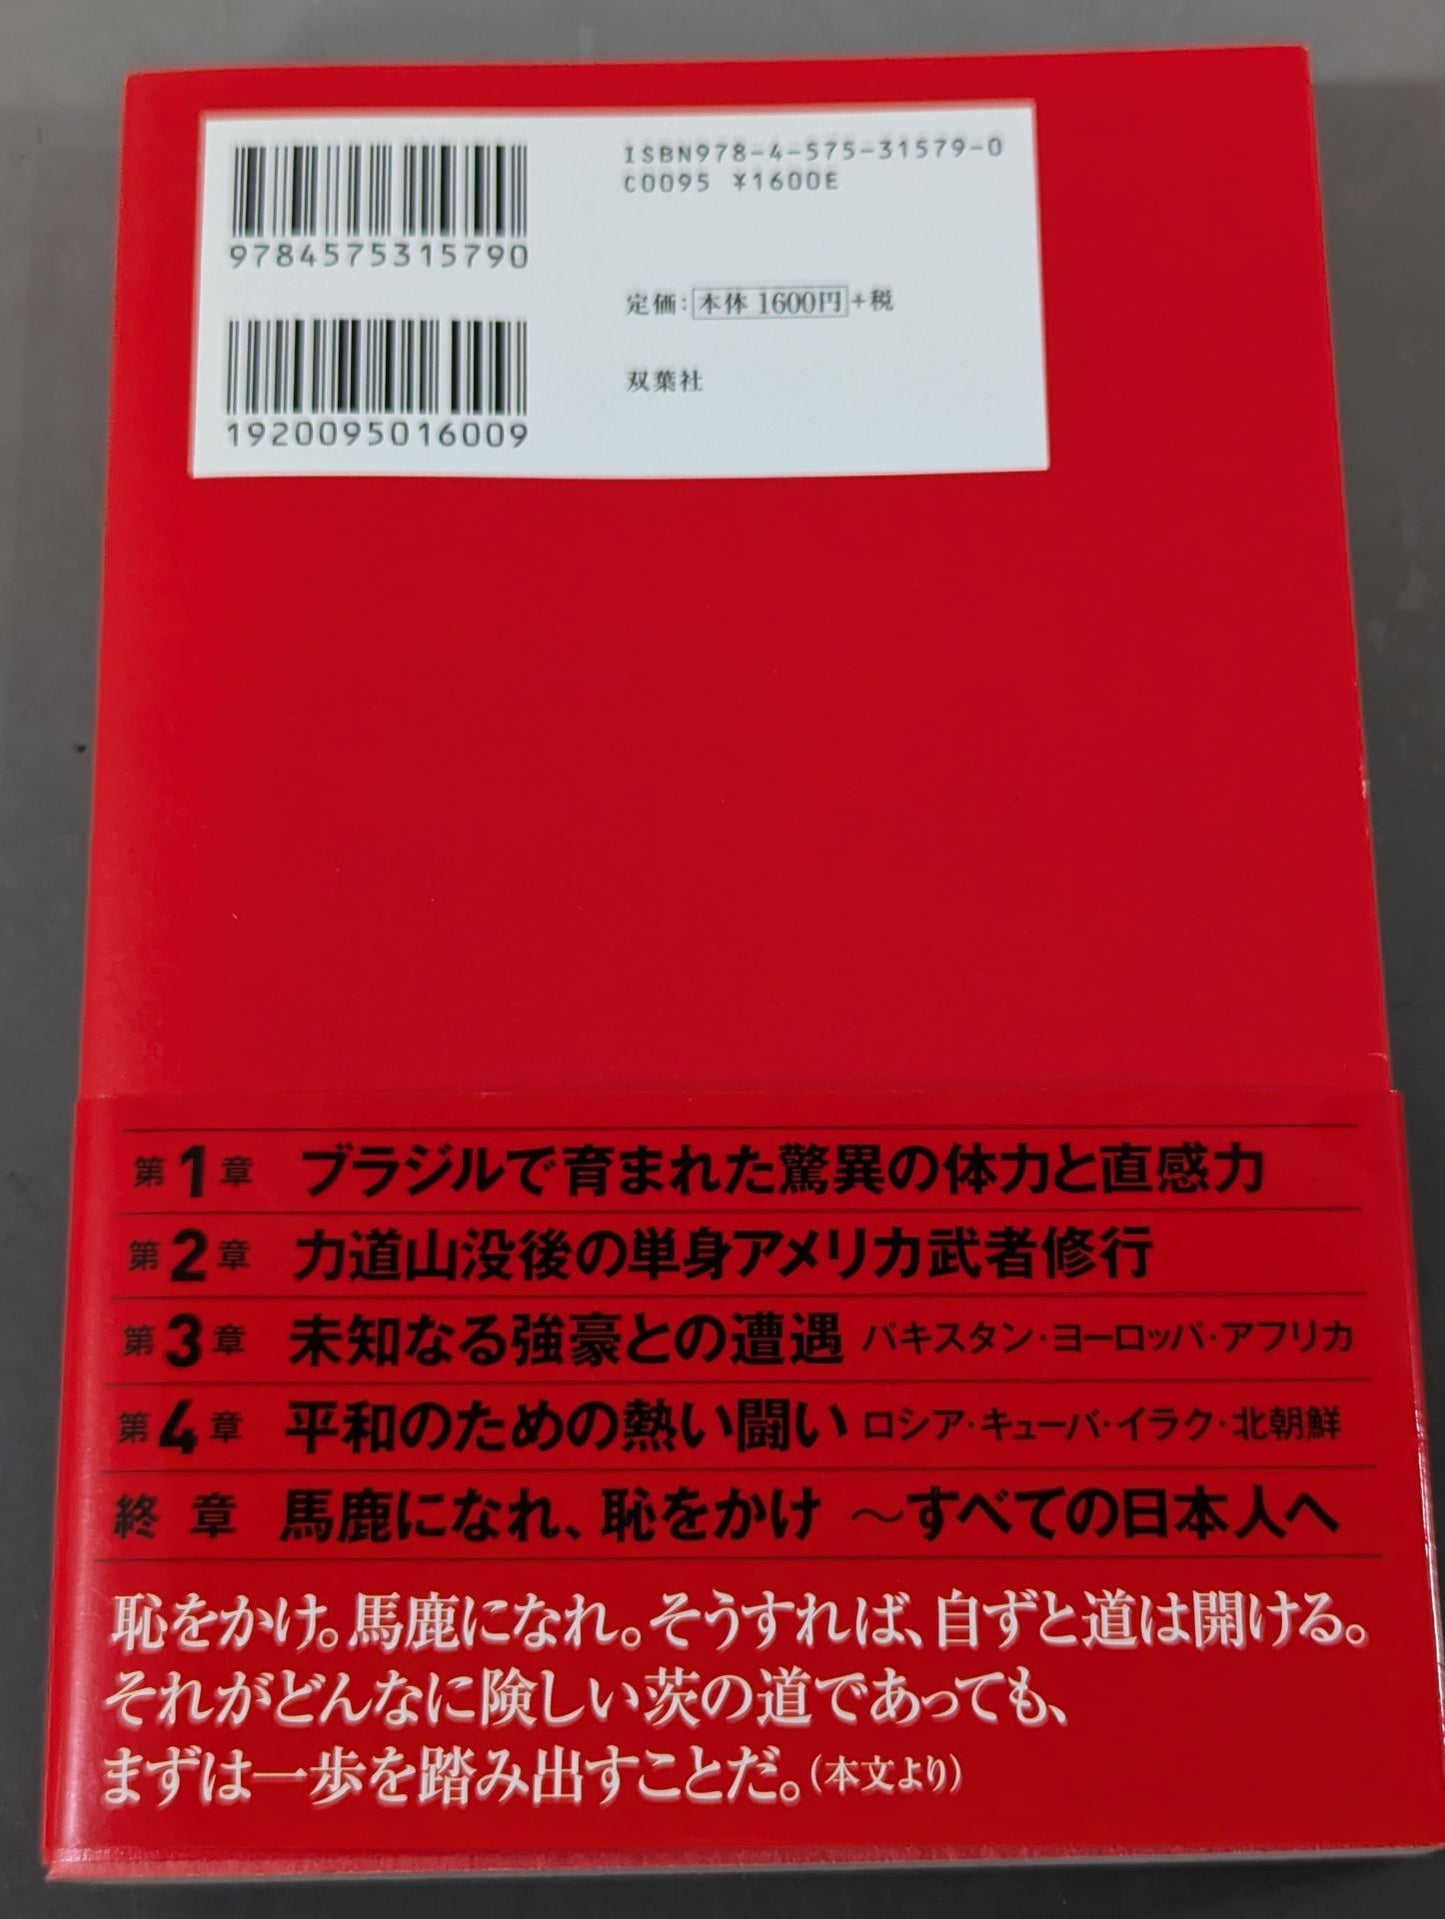 ISBN978-4-575-31579-0
C0095 ¥1600E
9784575315790
定価：本体 1600円+税
双葉社
1920095016009
第1章 ブラジルで育まれた驚異の体力と直感力
第2章 力道山没後の単身アメリカ武者修行
第3章 未知なる強豪との遭遇 パキスタン・ヨーロッパ・アフリカ
第4章 平和のための熱い闘い ロシア・キューバ・イラク・北朝鮮
終章 馬鹿になれ、恥をかけ ～すべての日本人へ
恥をかけ。馬鹿になれ。そうすれば、自ずと道は開ける。
それがどんなに険しい茨の道であっても、
まずは一歩を踏み出すことだ。（本文より）